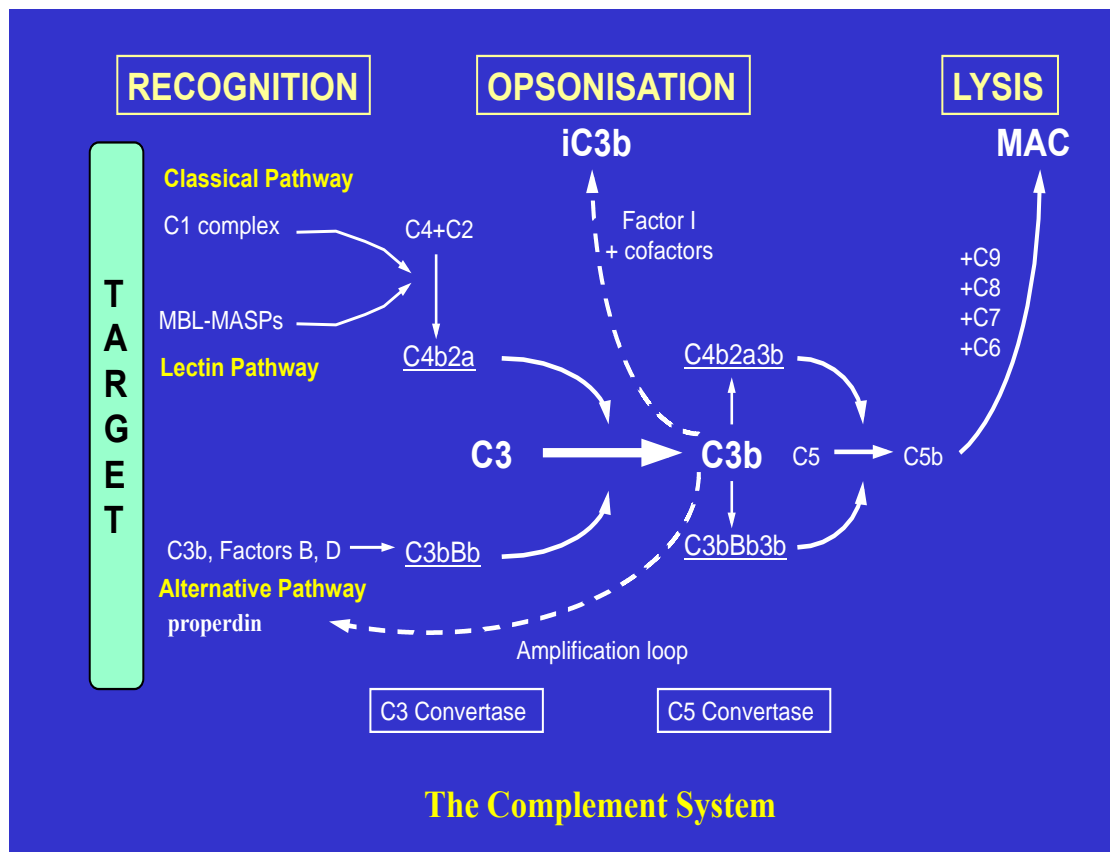 RECOGNITION
OPSONISATION
LYSIS
iC3b
MAC
Classical Pathway
C1 complex
C4+C2
Factor I
+ cofactors
+C9
+C8
+C7
+C6
TARGET
MBL-MASPs
Lectin Pathway
C4b2a
C4b2a3b
C3
C3b
C5
C5b
C3b, Factors B, D
C3bBb
C3bBb3b
Alternative Pathway
properdin
Amplification loop
C3 Convertase
C5 Convertase
The Complement System